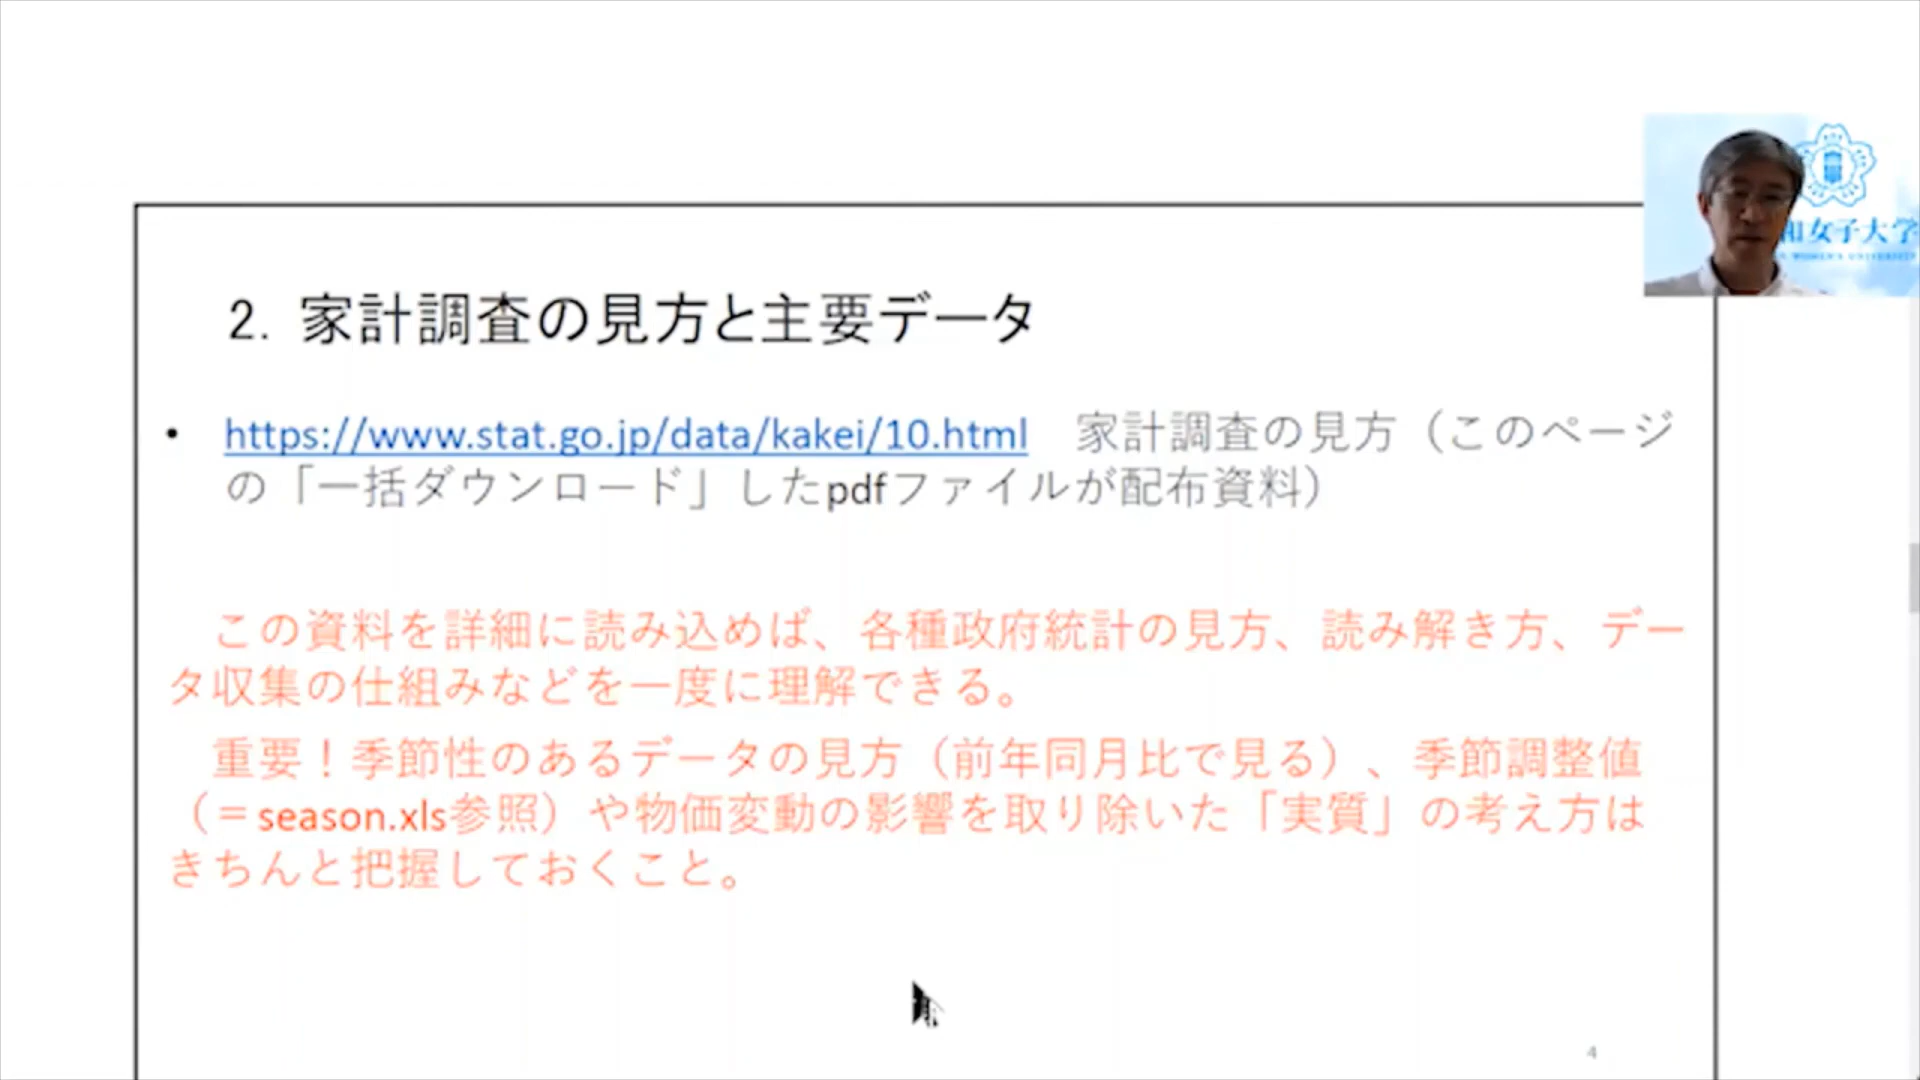 和女子大学
WOMEN'S UNIVERSITY
2. 家計調査の見方と主要データ
• https://www.stat.go.jp/data/kakei/10.html 家計調査の見方（このページ
の「一括ダウンロード」したpdfファイルが配布資料）
この資料を詳細に読み込めば、各種政府統計の見方、読み解き方、デー
タ収集の仕組みなどを一度に理解できる。
重要！季節性のあるデータの見方（前年同月比で見る）、季節調整値
（＝season.xls参照）や物価変動の影響を取り除いた「実質」の考え方は
きちんと把握しておくこと。
4